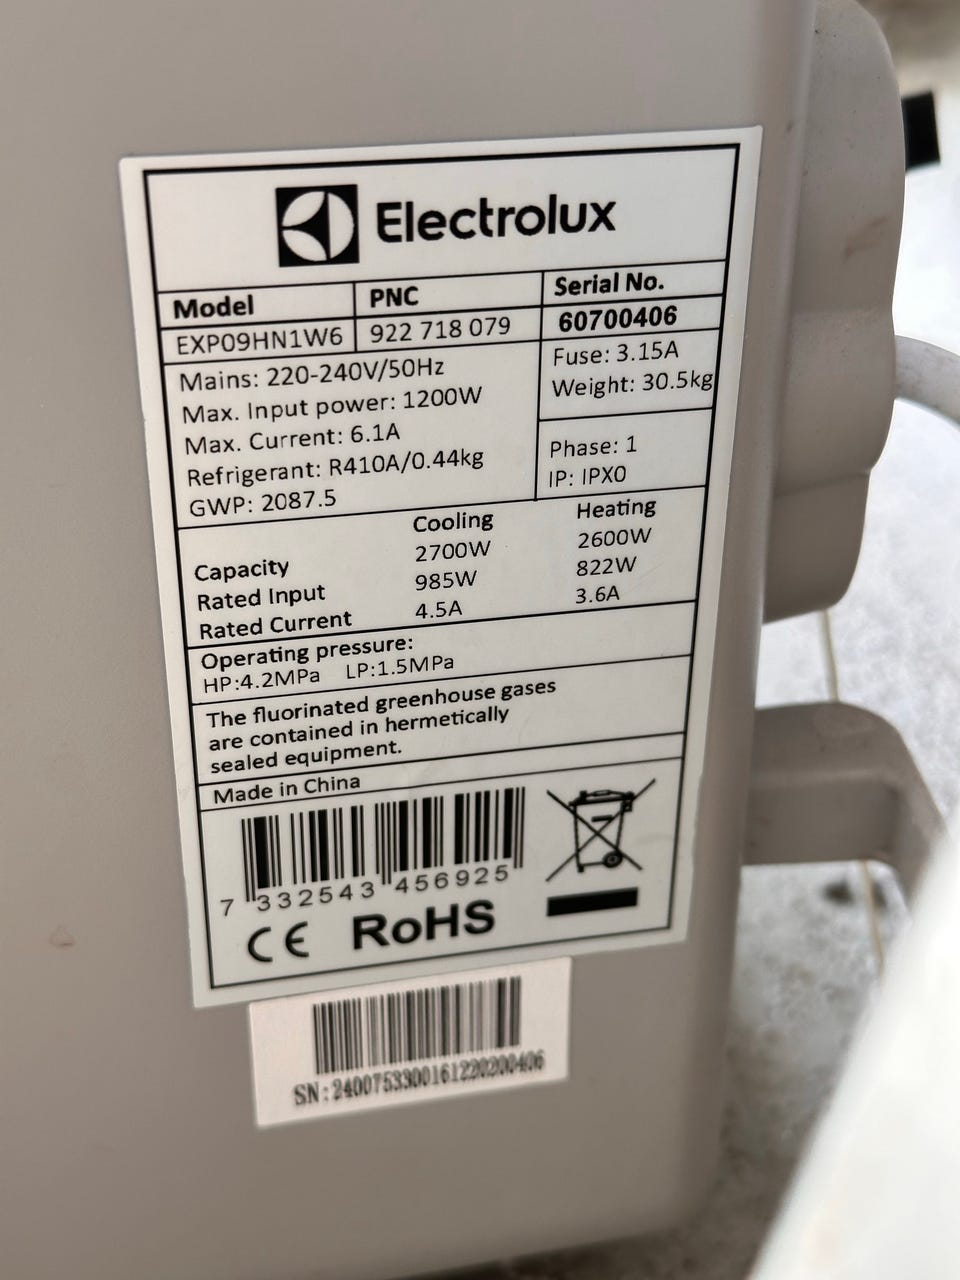 Electrolux
Model PNC Serial No.
EXP09HN1W6 922 718 079 60700406
Mains: 220-240V/50Hz
Max. Input power: 1200W
Max. Current: 6.1A
Refrigerant: R410A/0.44kg
GWP: 2087.5
Fuse: 3.15A
Weight: 30.5kg
Phase: 1
IP: IPX0
Cooling Heating
Capacity 2700W 2600W
Rated Input 985W 822W
Rated Current 4.5A 3.6A
Operating pressure:
HP:4.2MPa LP:1.5MPa
The fluorinated greenhouse gases
are contained in hermetically
sealed equipment.
Made in China
7 332543 456925
CE RoHS
SN:2400753300161220200406